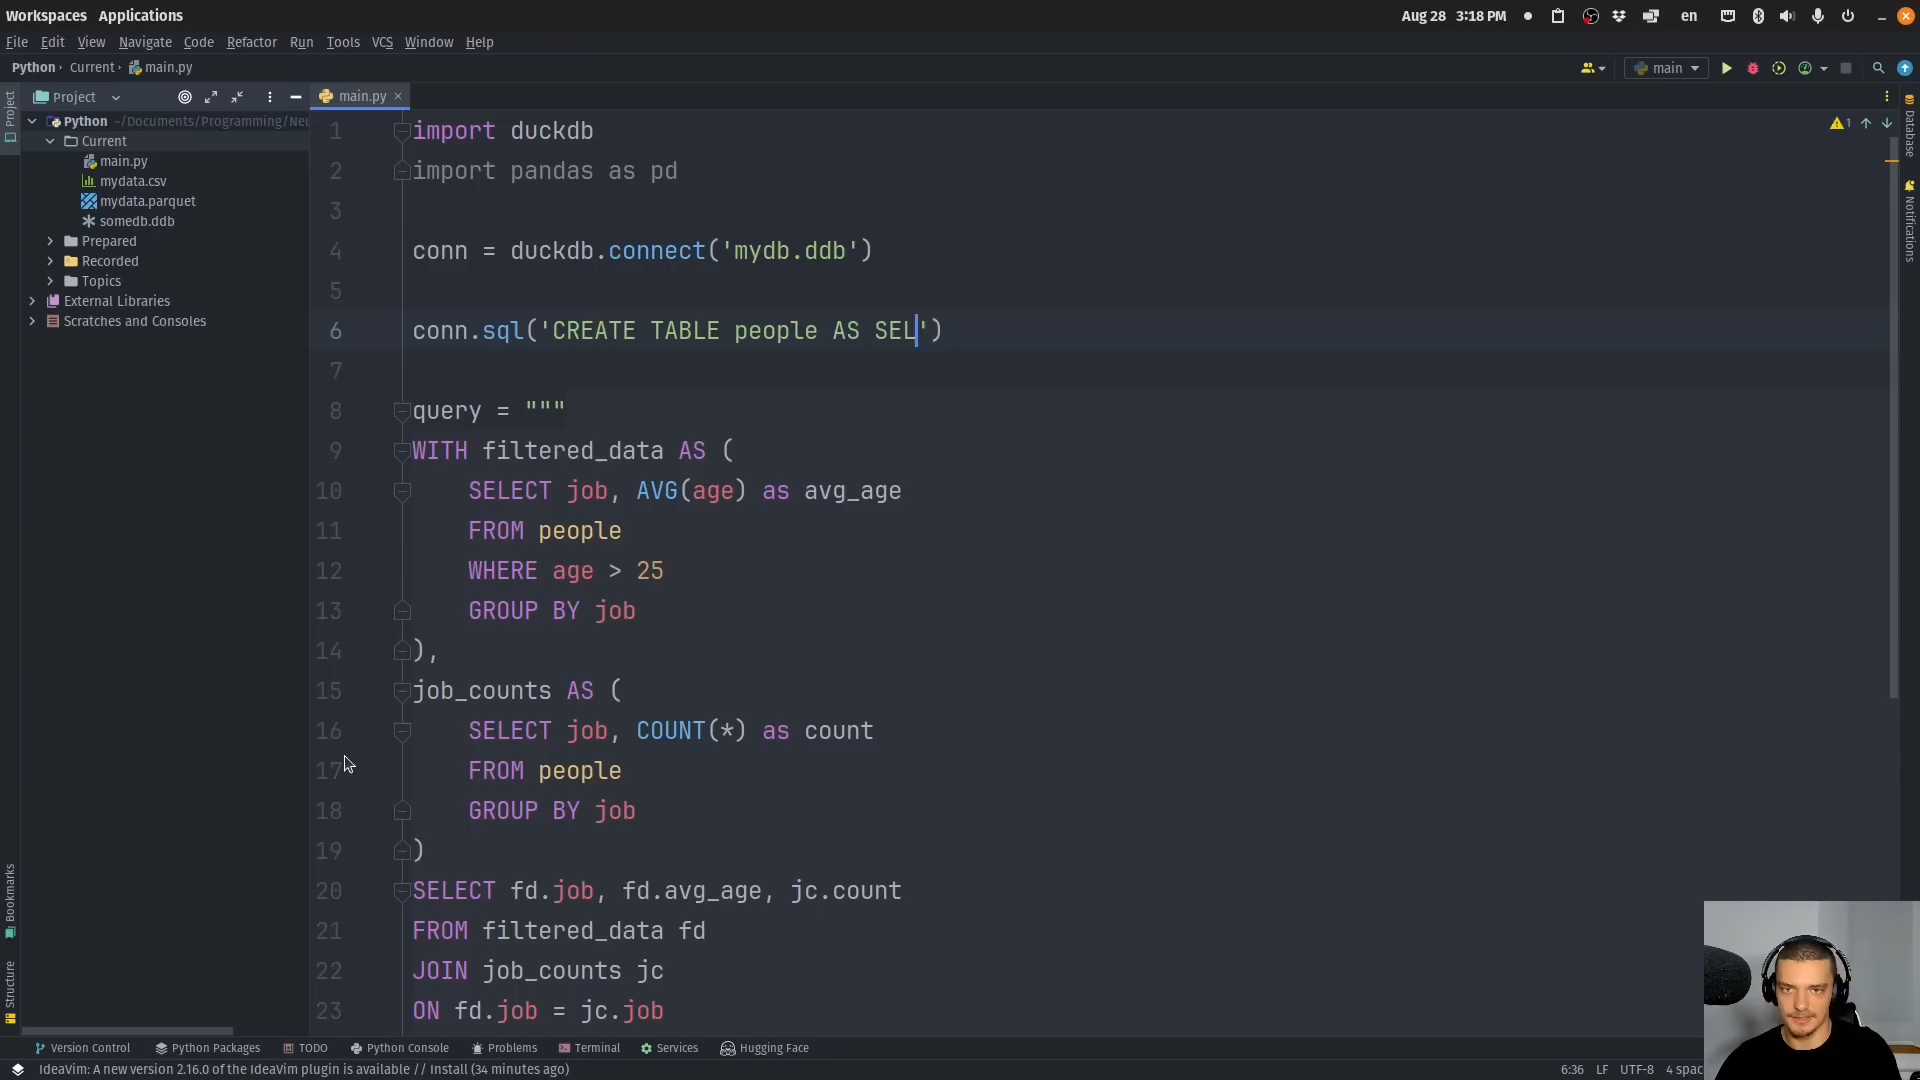 Workspaces Applications Aug 28 3:18 PM en
File Edit View Navigate Code Refactor Run Tools VCS Window Help
Python Current main.py main
Project main.py
Project
Python ~/Documents/Programming/Neu
Current
main.py
mydata.csv
mydata.parquet
somedb.ddb
Prepared
Recorded
Topics
External Libraries
Scratches and Consoles
1 import duckdb
2 import pandas as pd
3
4 conn = duckdb.connect('mydb.ddb')
5
6 conn.sql('CREATE TABLE people AS SEL')
7
8 query = """
9 WITH filtered_data AS (
10 SELECT job, AVG(age) as avg_age
11 FROM people
12 WHERE age > 25
13 GROUP BY job
14 ),
15 job_counts AS (
16 SELECT job, COUNT(*) as count
17 FROM people
18 GROUP BY job
19 )
20 SELECT fd.job, fd.avg_age, jc.count
21 FROM filtered_data fd
22 JOIN job_counts jc
23 ON fd.job = jc.job
1
Database
Notifications
Bookmarks
Structure
Version Control Python Packages TODO Python Console Problems Terminal Services Hugging Face
IdeaVim: A new version 2.16.0 of the IdeaVim plugin is available // Install (34 minutes ago) 6:36 LF UTF-8 4 spac